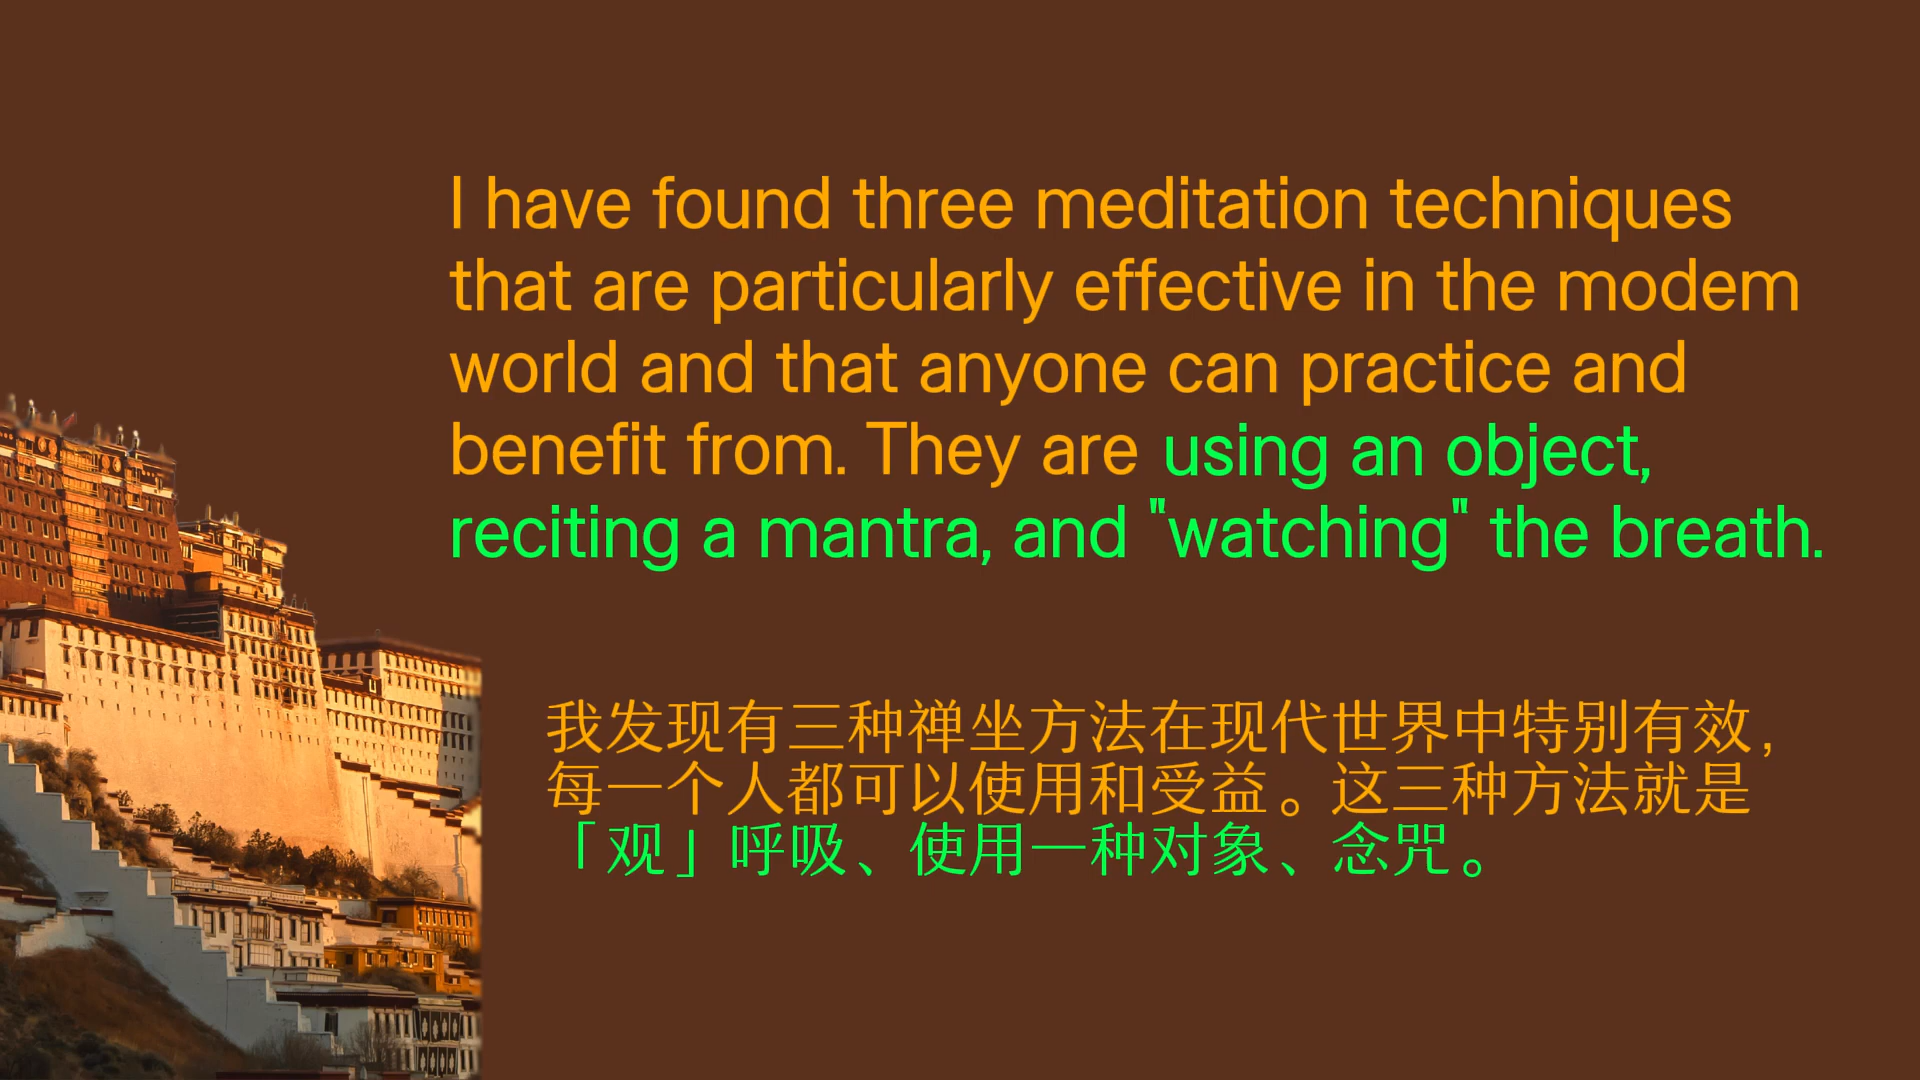 I have found three meditation techniques
that are particularly effective in the modem
world and that anyone can practice and
benefit from. They are using an object,
reciting a mantra, and "watching" the breath.
我发现有三种禅坐方法在现代世界中特别有效，
每一个人都可以使用和受益。这三种方法就是
「观」呼吸、使用一种对象、念咒。